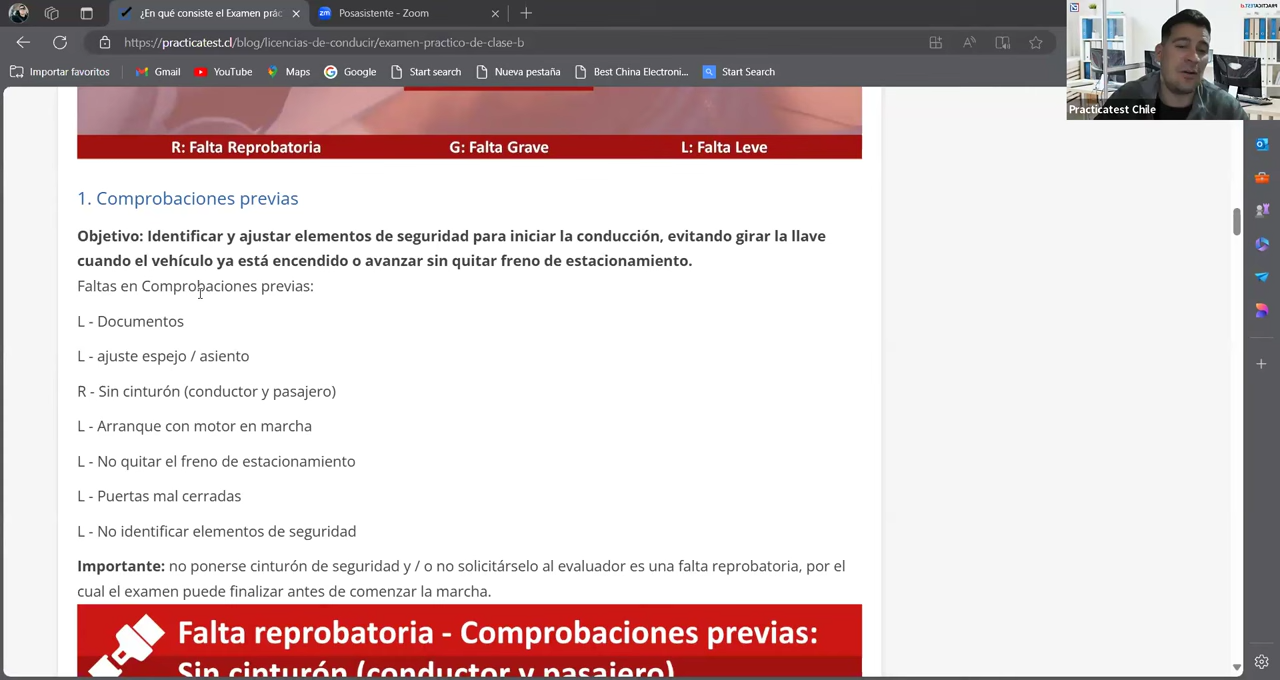 ¿En qué consiste el Examen prác
Posasistente - Zoom
https://practicatest.cl/blog/licencias-de-conducir/examen-practico-de-clase-b
Importar favoritos
Gmail
YouTube
Maps
Google
Start search
Nueva pestaña
Best China Electroni...
Start Search
Practicatest Chile
R: Falta Reprobatoria
G: Falta Grave
L: Falta Leve
1. Comprobaciones previas
Objetivo: Identificar y ajustar elementos de seguridad para iniciar la conducción, evitando girar la llave
cuando el vehículo ya está encendido o avanzar sin quitar freno de estacionamiento.
Faltas en Comprobaciones previas:
L - Documentos
L - ajuste espejo / asiento
R - Sin cinturón (conductor y pasajero)
L - Arranque con motor en marcha
L - No quitar el freno de estacionamiento
L - Puertas mal cerradas
L - No identificar elementos de seguridad
Importante: no ponerse cinturón de seguridad y / o no solicitárselo al evaluador es una falta reprobatoria, por el
cual el examen puede finalizar antes de comenzar la marcha.
Falta reprobatoria - Comprobaciones previas:
Sin cinturón (conductor y pasajero)